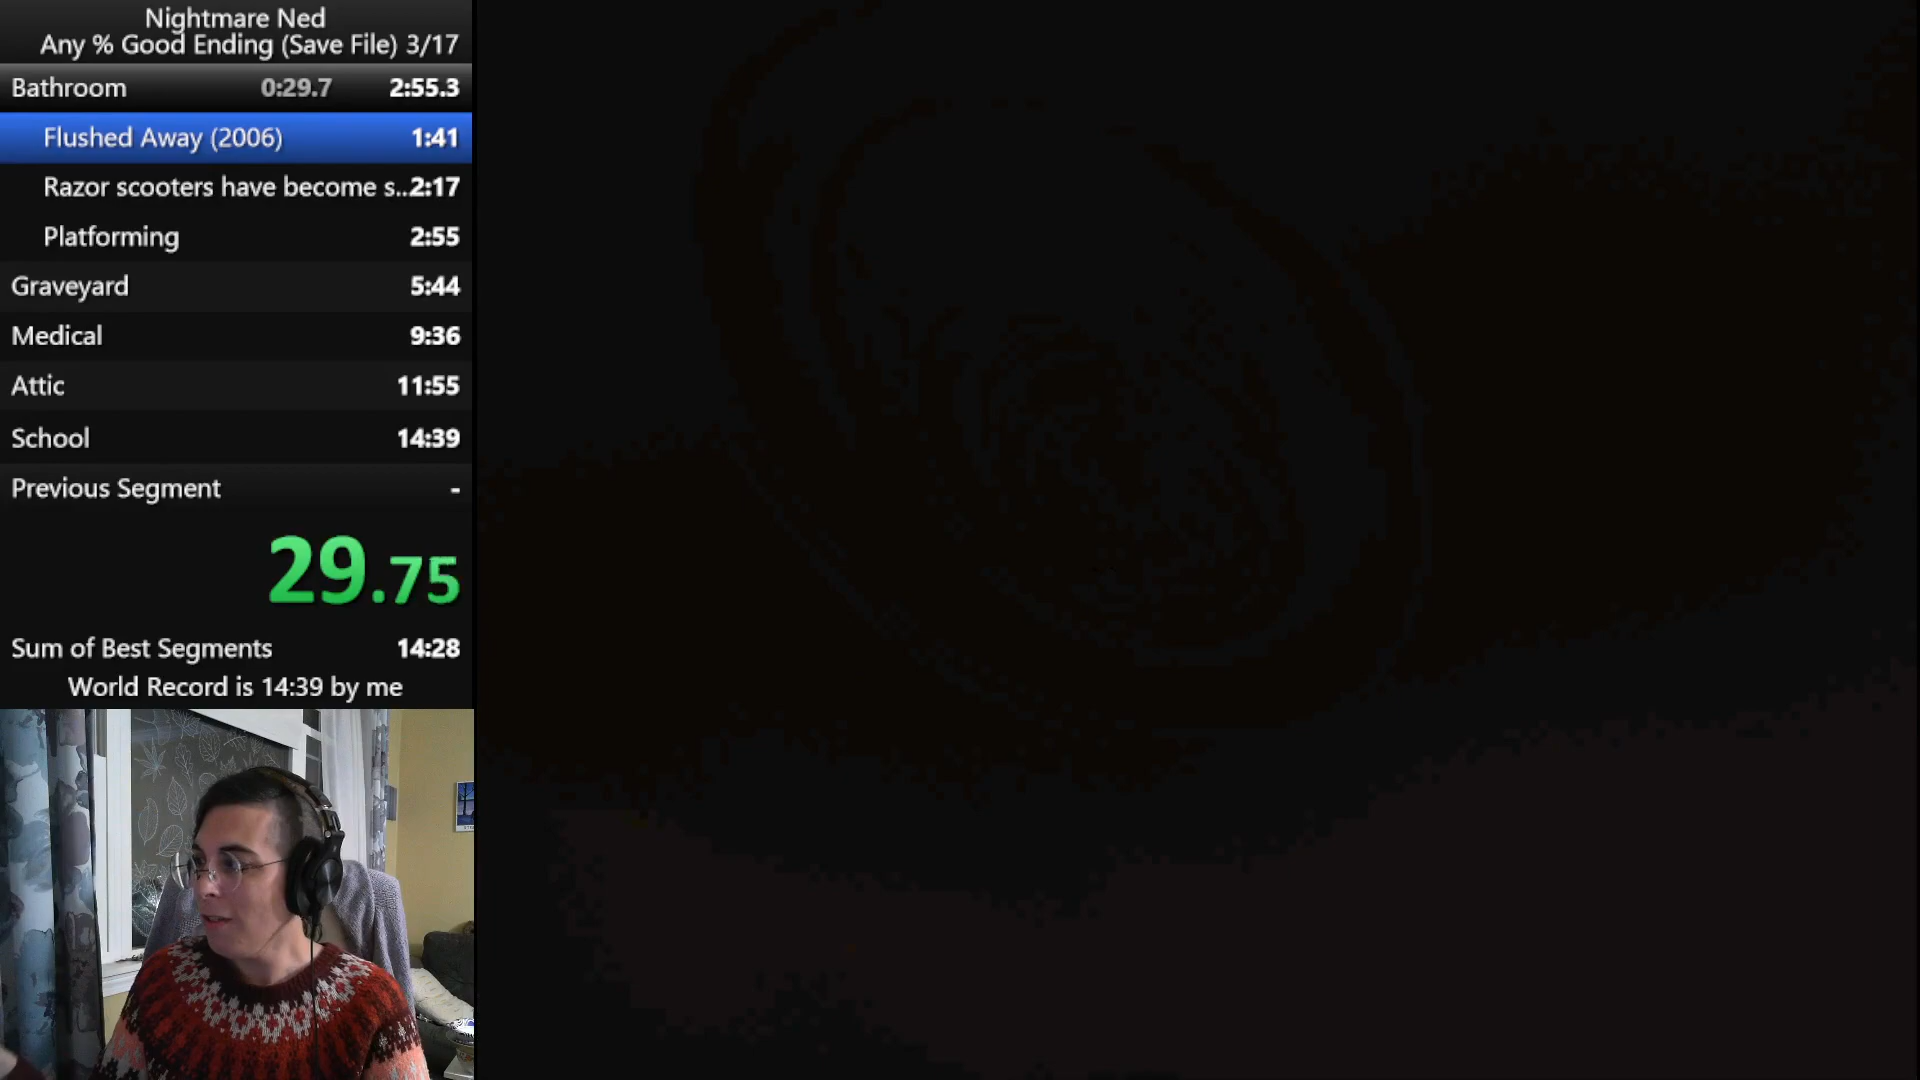 Nightmare Ned
Any % Good Ending (Save File) 3/17
Bathroom 0:29.7 2:55.3
Flushed Away (2006) 1:41
Razor scooters have become s.. 2:17
Platforming 2:55
Graveyard 5:44
Medical 9:36
Attic 11:55
School 14:39
Previous Segment -
29.75
Sum of Best Segments 14:28
World Record is 14:39 by me